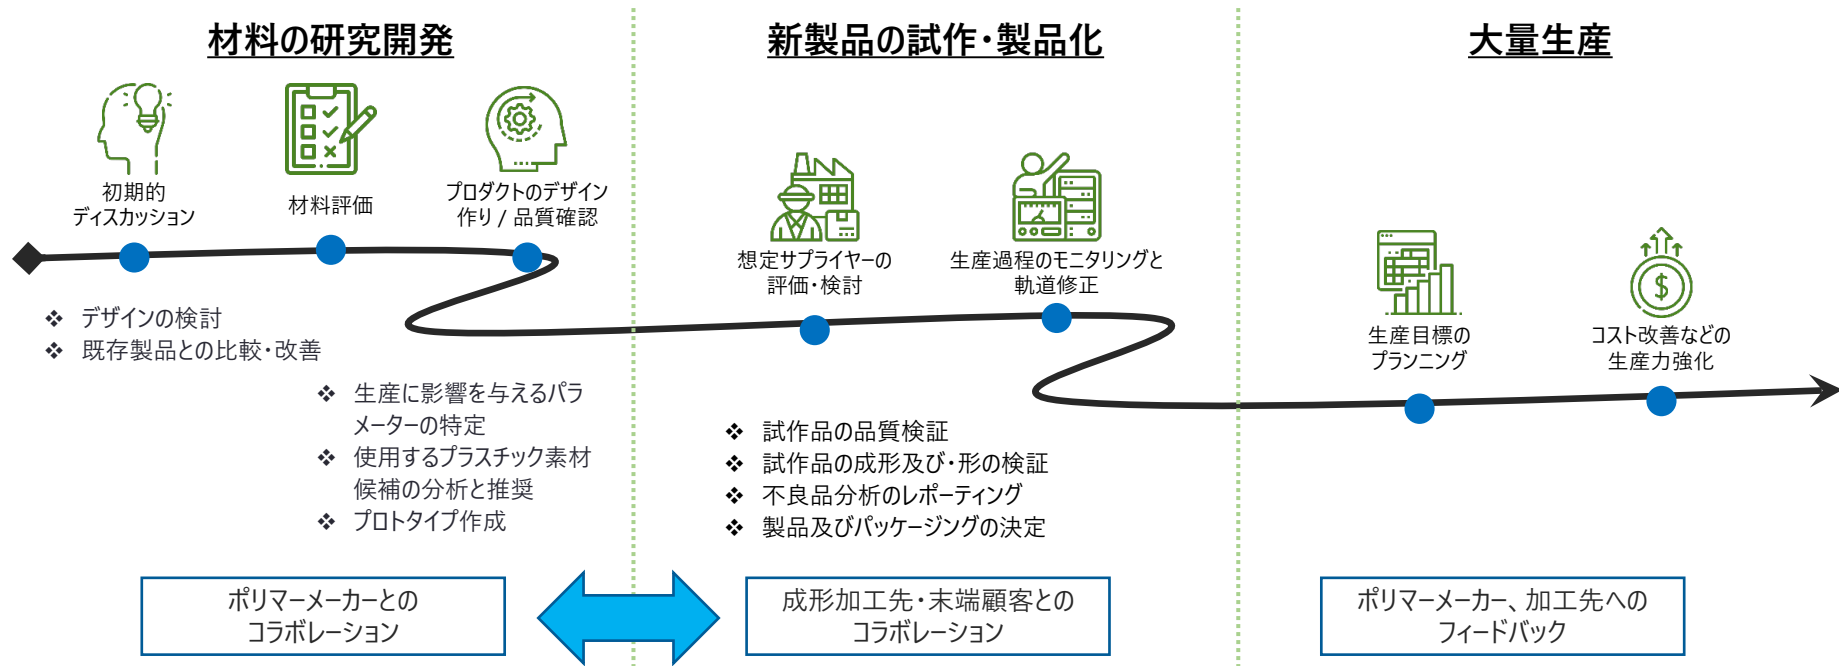 材料の研究開発
初期的
ディスカッション
材料評価
プロダクトのデザイン
作り / 品質確認
❖ デザインの検討
❖ 既存製品との比較・改善
❖ 生産に影響を与えるパラ
メーターの特定
❖ 使用するプラスチック素材
候補の分析と推奨
❖ プロトタイプ作成
ポリマーメーカーとの
コラボレーション
新製品の試作・製品化
想定サプライヤーの
評価・検討
生産過程のモニタリングと
軌道修正
❖ 試作品の品質検証
❖ 試作品の成形及び・形の検証
❖ 不良品分析のレポーティング
❖ 製品及びパッケージングの決定
成形加工先・末端顧客との
コラボレーション
大量生産
生産目標の
プランニング
$
コスト改善などの
生産力強化
ポリマーメーカー、加工先への
フィードバック